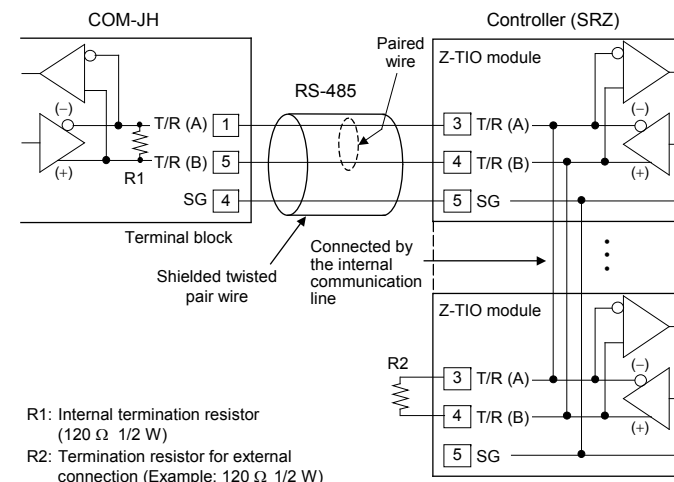 COM-JH
Controller (SRZ)
Paired
wire
Z-TIO module
RS-485
(−)
T/R (A) 1
3 T/R (A)
(−)
R1
T/R (B) 5
4 T/R (B)
(+)
(+)
SG 4
5 SG
Terminal block
Shielded twisted
pair wire
Connected by
the internal
communication
line
Z-TIO module
R2
3 T/R (A)
(−)
4 T/R (B)
(+)
5 SG
R1: Internal termination resistor
(120 Ω 1/2 W)
R2: Termination resistor for external
connection (Example: 120 Ω 1/2 W)